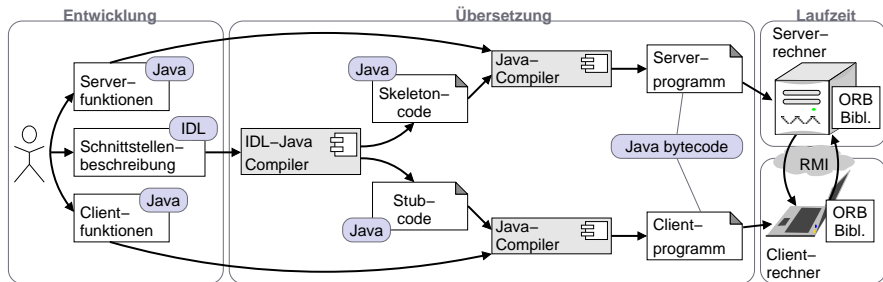 Entwicklung
Übersetzung
Laufzeit
Server–
funktionen
Java
Schnittstellen–
beschreibung
IDL
Client–
funktionen
Java
IDL–Java
Compiler
Java
Skeleton–
code
Stub–
code
Java
Java–
Compiler
Java–
Compiler
Server–
programm
Java bytecode
Client–
programm
Server–
rechner
ORB
Bibl.
RMI
ORB
Bibl.
Client–
rechner